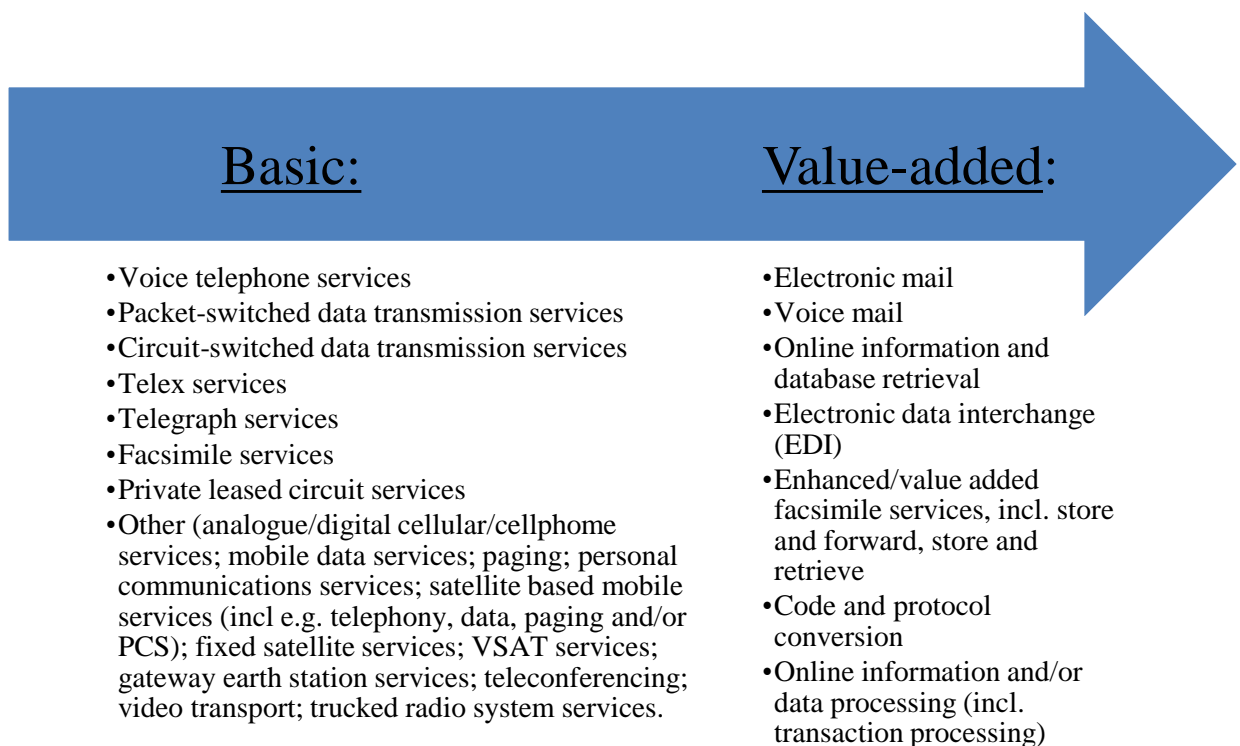 Basic:
Value-added:
•Voice telephone services
•Packet-switched data transmission services
•Circuit-switched data transmission services
•Telex services
•Telegraph services
•Facsimile services
•Private leased circuit services
•Other (analogue/digital cellular/cellphome
services; mobile data services; paging; personal
communications services; satellite based mobile
services (incl e.g. telephony, data, paging and/or
PCS); fixed satellite services; VSAT services;
gateway earth station services; teleconferencing;
video transport; trucked radio system services.
•Electronic mail
•Voice mail
•Online information and
database retrieval
•Electronic data interchange
(EDI)
•Enhanced/value added
facsimile services, incl. store
and forward, store and
retrieve
•Code and protocol
conversion
•Online information and/or
data processing (incl.
transaction processing)